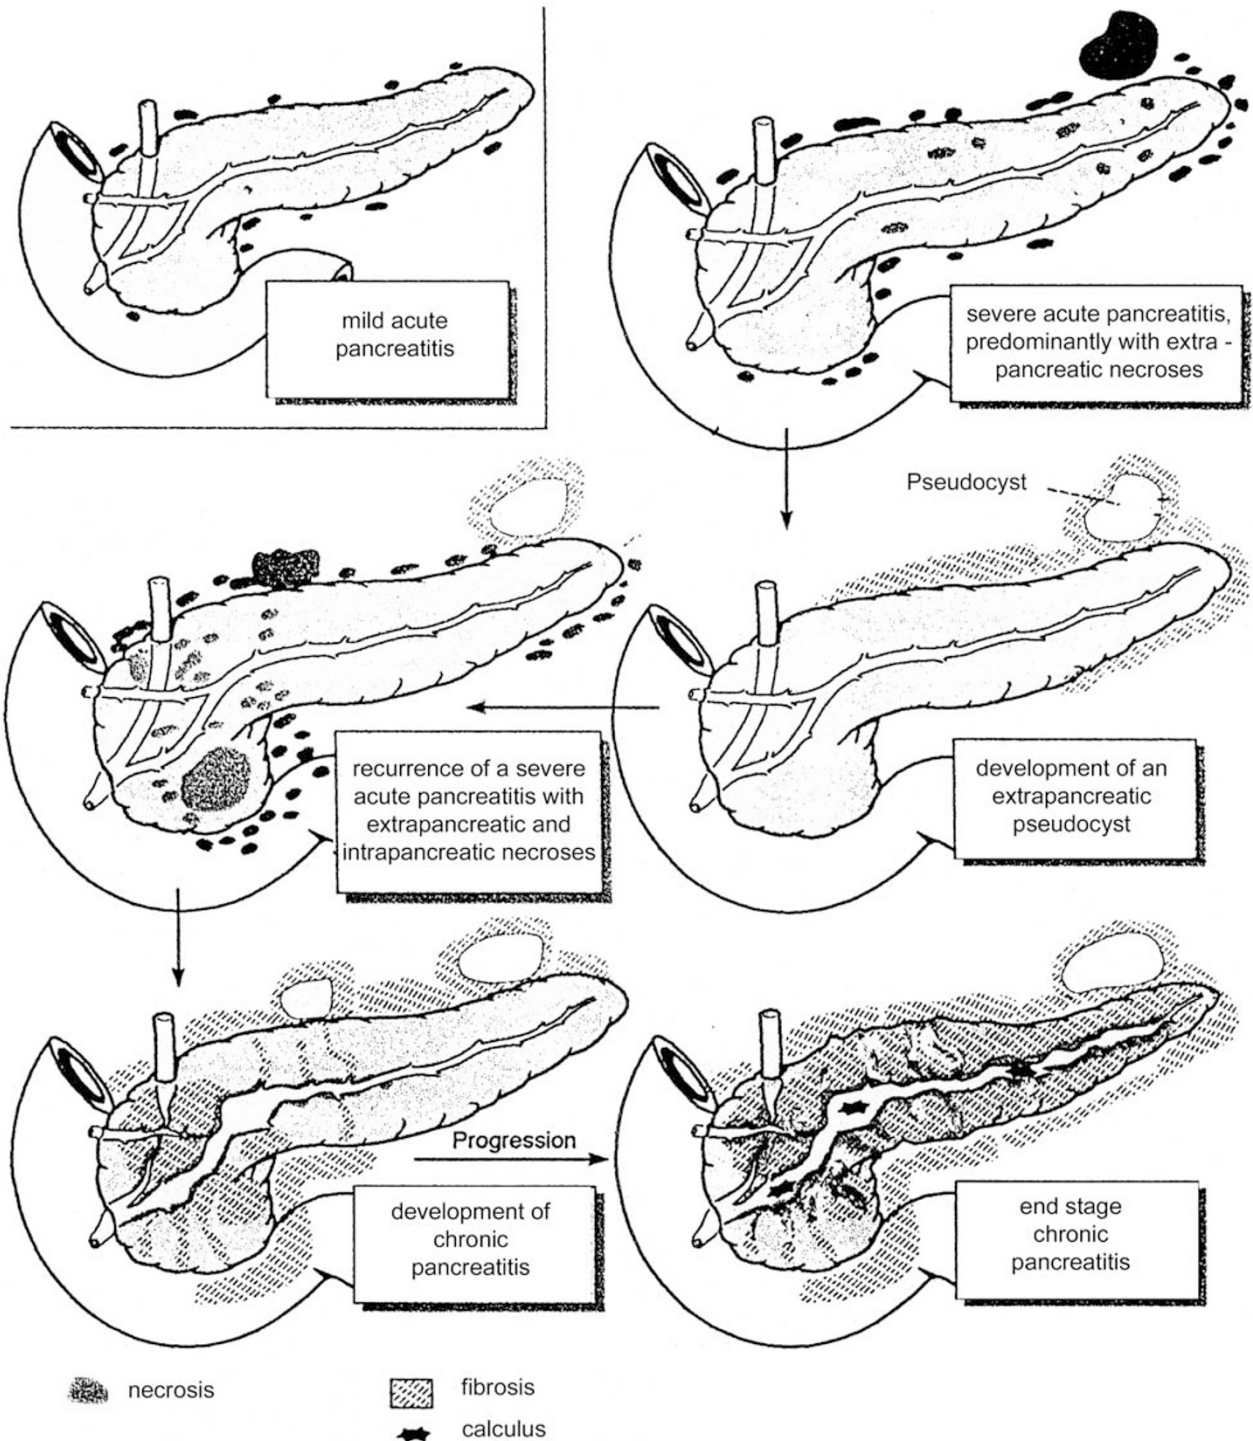 mild acute
pancreatitis
severe acute pancreatitis,
predominantly with extra -
pancreatic necroses
Pseudocyst
recurrence of a severe
acute pancreatitis with
extrapancreatic and
intrapancreatic necroses
development of an
extrapancreatic
pseudocyst
Progression
development of
chronic
pancreatitis
end stage
chronic
pancreatitis
necrosis
fibrosis
calculus